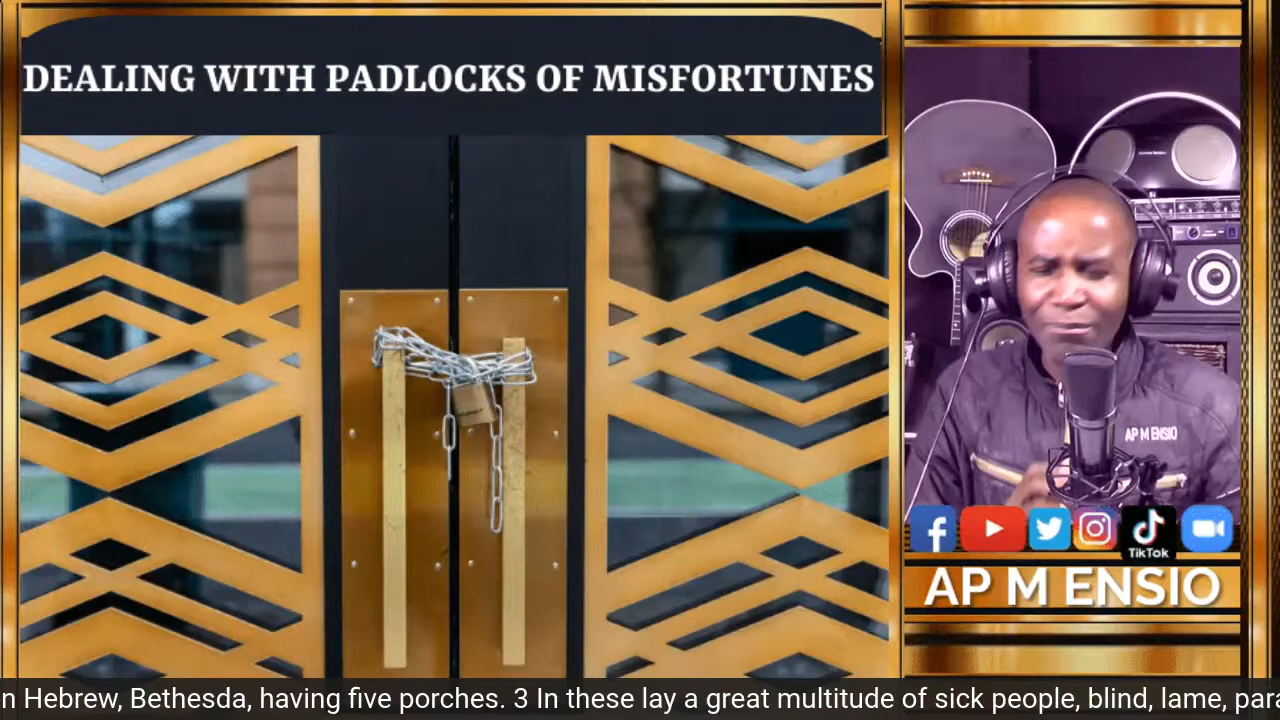 DEALING WITH PADLOCKS OF MISFORTUNES
AP M ENSIO
TikTok
AP M ENSIO
n Hebrew, Bethesda, having five porches. 3 In these lay a great multitude of sick people, blind, lame, para